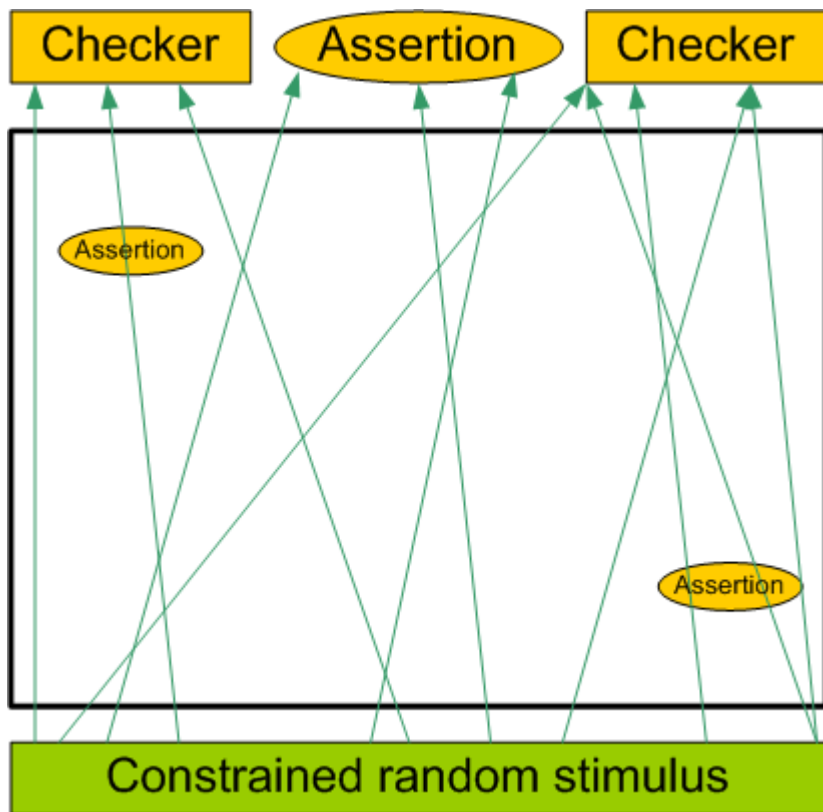 Checker
Assertion
Checker
Assertion
Assertion
Constrained random stimulus